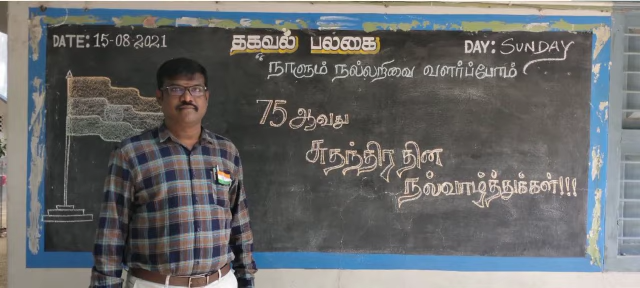 DATE: 15-08-2021 தகவல் பலகை DAY: SUNDAY
"நாளும் நல்லறிவை வளர்ப்போம்
75 ஆவது
சுதந்திர தின
நல்வாழ்த்துக்கள்!!!